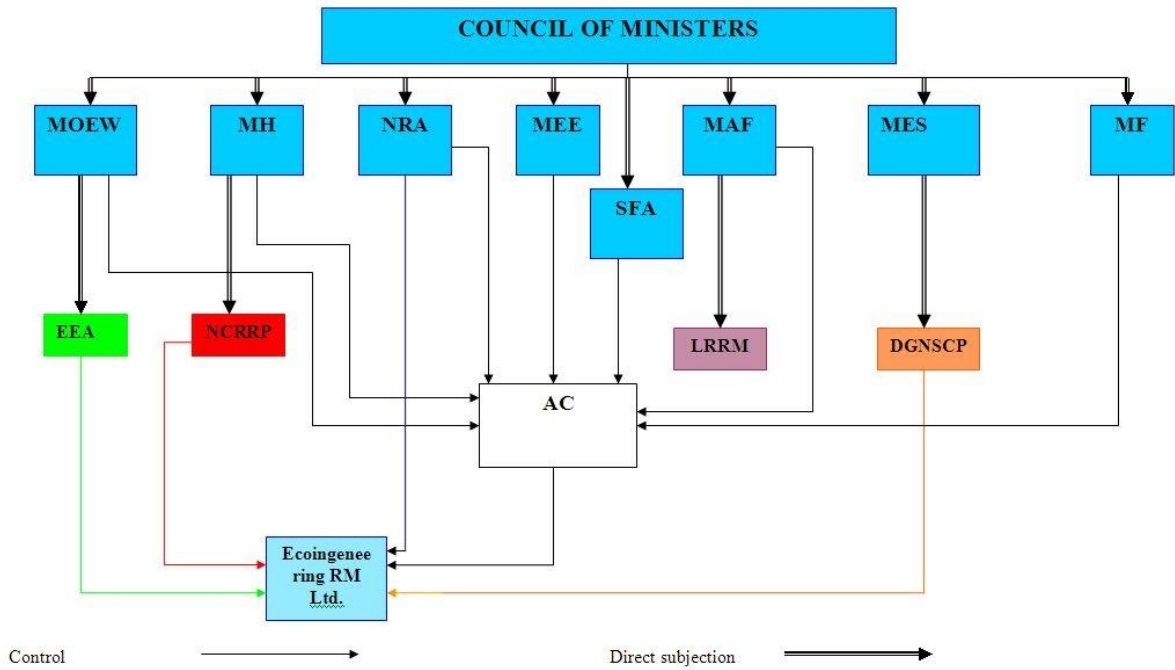 COUNCIL OF MINISTERS
MOEW
MH
NRA
MEE
MAF
MES
MF
SFA
EEA
NCRRP
LRRM
DGNSCP
AC
Ecoingenee
ring RM
Ltd.
Control
Direct subjection